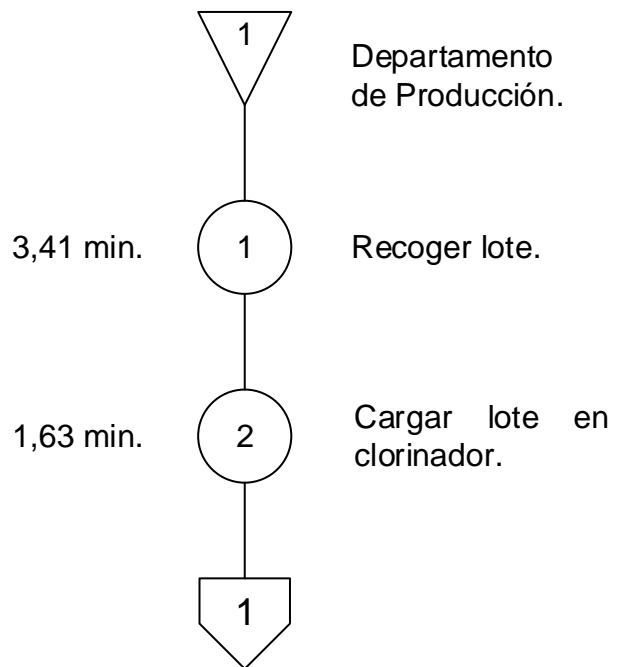 1
Departamento
de Producción.
3,41 min.
1
Recoger lote.
1,63 min.
2
Cargar lote en
clorinador.
1